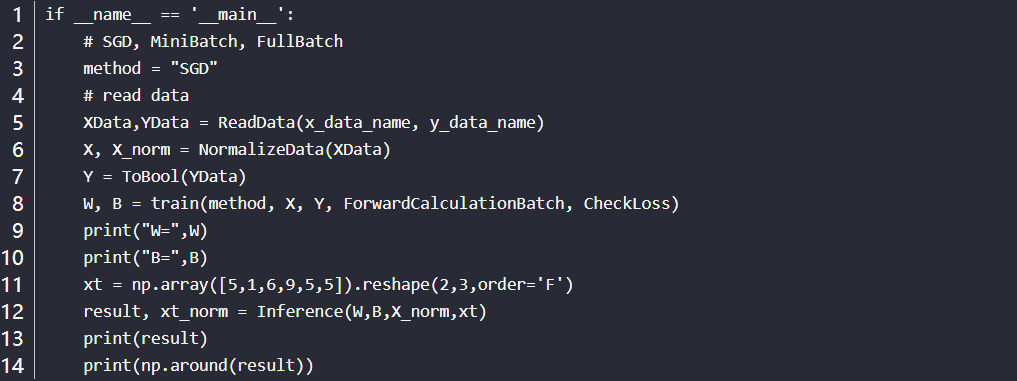 1 if __name__ == '__main__':
2     # SGD, MiniBatch, FullBatch
3     method = "SGD"
4     # read data
5     XData,YData = ReadData(x_data_name, y_data_name)
6     X, X_norm = NormalizeData(XData)
7     Y = ToBool(YData)
8     W, B = train(method, X, Y, ForwardCalculationBatch, CheckLoss)
9     print("W=",W)
10     print("B=",B)
11     xt = np.array([5,1,6,9,5,5]).reshape(2,3,order='F')
12     result, xt_norm = Inference(W,B,X_norm,xt)
13     print(result)
14     print(np.around(result))